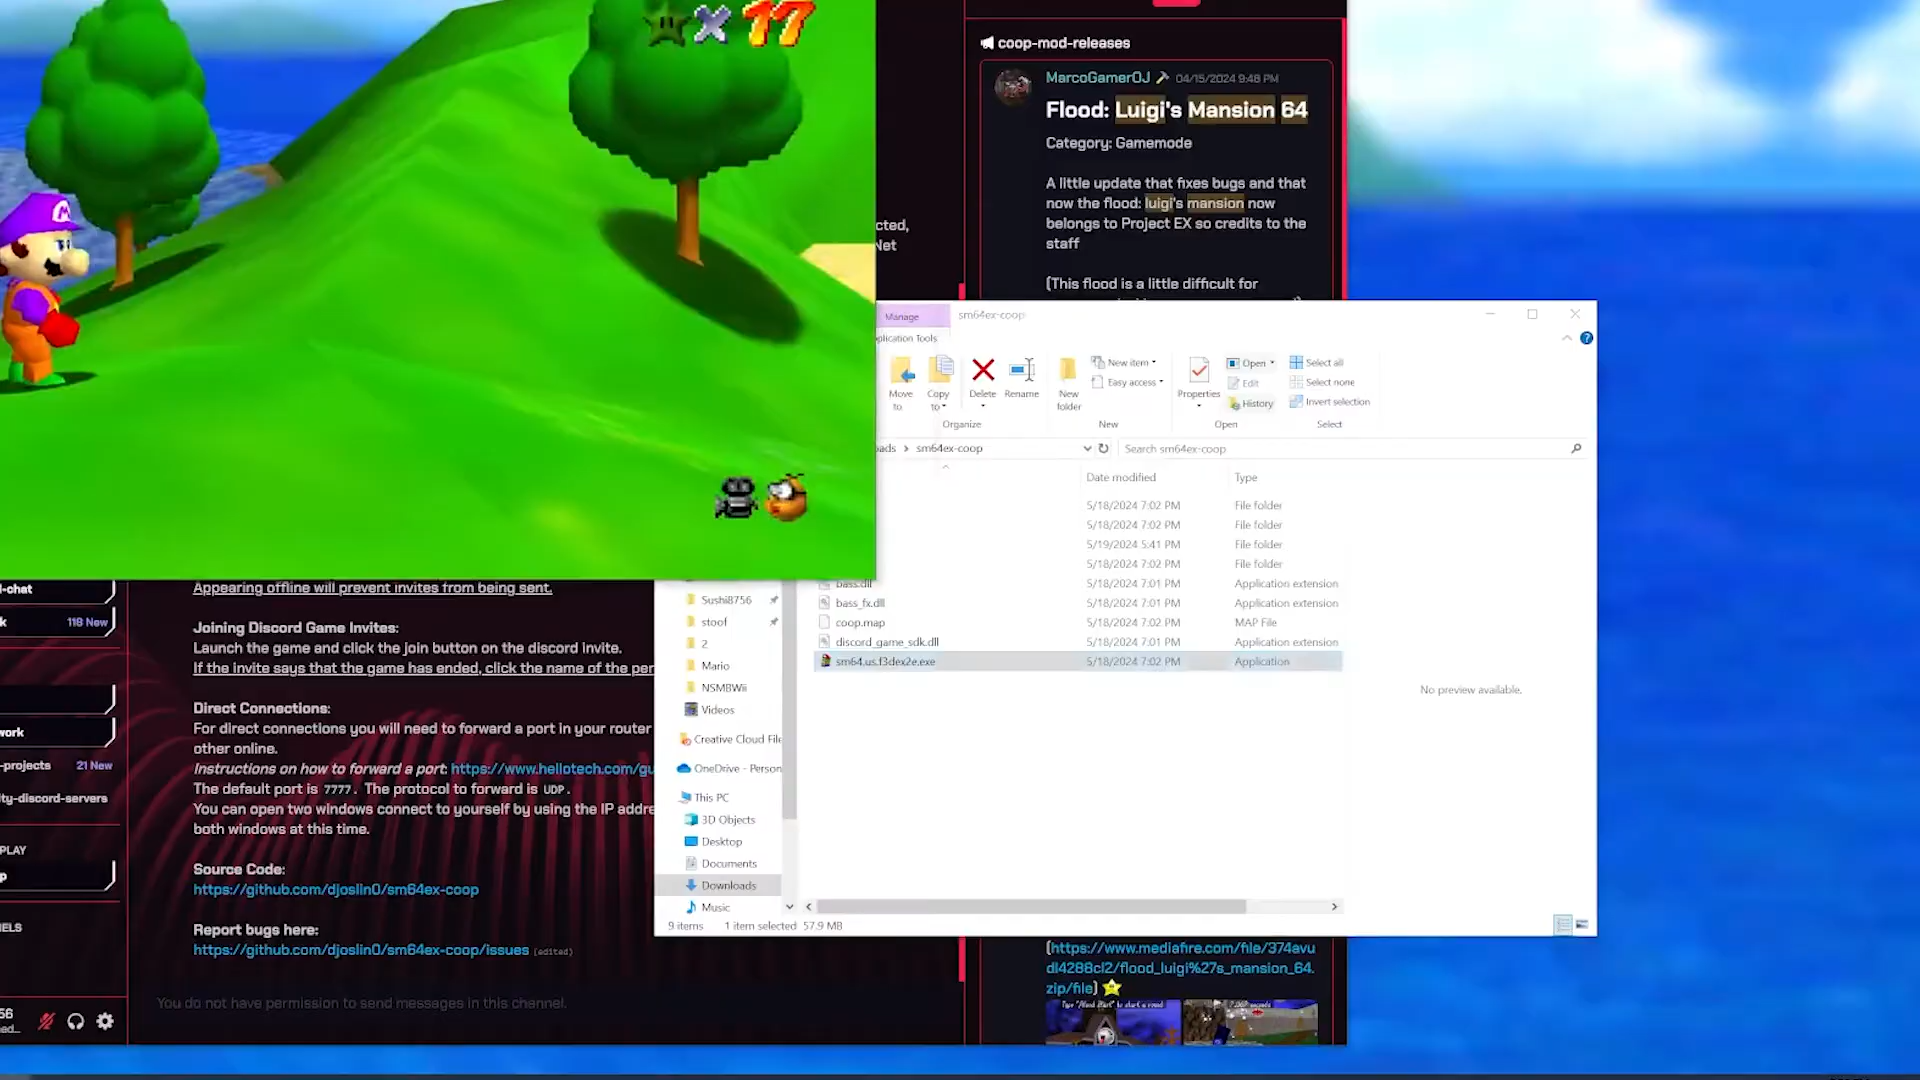 X 17
M
coop-mod-releases
MarcoGamerOJ 04/15/2024 9:48 PM
Flood: Luigi's Mansion 64
Category: Gamemode
A little update that fixes bugs and that
now the flood: luigi's mansion now
belongs to Project EX so credits to the
staff
(This flood is a little difficult for
cted,
Net
Manage
sm64ex-coop
plication Tools
Move to
Copy to
Delete
Rename
New folder
New item
Easy access
Properties
Open
Edit
History
Select all
Select none
Invert selection
Organize
New
Open
Select
ads > sm64ex-coop
Search sm64ex-coop
Date modified
Type
5/18/2024 7:02 PM File folder
5/18/2024 7:02 PM File folder
5/19/2024 5:41 PM File folder
5/18/2024 7:02 PM File folder
bass.dll 5/18/2024 7:01 PM Application extension
bass_fx.dll 5/18/2024 7:01 PM Application extension
coop.map 5/18/2024 7:02 PM MAP File
discord_game_sdk.dll 5/18/2024 7:01 PM Application extension
sm64.us.f3dex2e.exe 5/18/2024 7:02 PM Application
No preview available.
Sushi8756
stoof
2
Mario
NSMBWii
Videos
Creative Cloud File
OneDrive - Person
This PC
3D Objects
Desktop
Documents
Downloads
Music
9 items 1 item selected 57.9 MB
l-chat
k 118 New
work
-projects 21 New
ity-discord-servers
PLAY
p
ELS
56
ed...
Appearing offline will prevent invites from being sent.
Joining Discord Game Invites:
Launch the game and click the join button on the discord invite.
If the invite says that the game has ended, click the name of the per
Direct Connections:
For direct connections you will need to forward a port in your router
other online.
Instructions on how to forward a port: https://www.hellotech.com/gu
The default port is 7777. The protocol to forward is UDP.
You can open two windows connect to yourself by using the IP addre
both windows at this time.
Source Code:
https://github.com/djoslin0/sm64ex-coop
Report bugs here:
https://github.com/djoslin0/sm64ex-coop/issues (edited)
You do not have permission to send messages in this channel.
(https://www.mediafire.com/file/374avu
dl4288cl2/flood_luigi%27s_mansion_64.
zip/file)